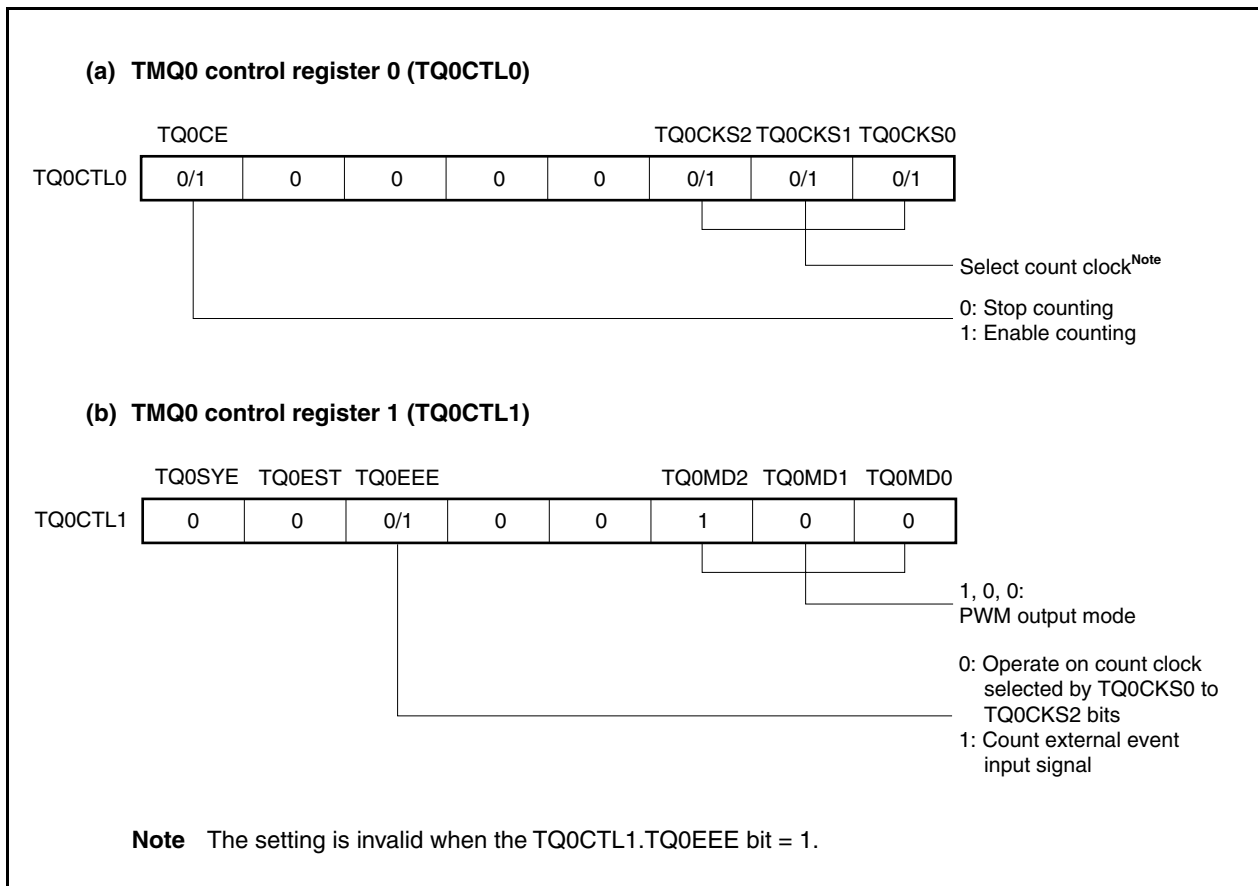 (a) TMQ0 control register 0 (TQ0CTL0)
TQ0CE TQ0CKS2 TQ0CKS1 TQ0CKS0
TQ0CTL0 0/1 0 0 0 0 0/1 0/1 0/1
Select count clockNote
0: Stop counting
1: Enable counting
(b) TMQ0 control register 1 (TQ0CTL1)
TQ0SYE TQ0EST TQ0EEE TQ0MD2 TQ0MD1 TQ0MD0
TQ0CTL1 0 0 0/1 0 0 1 0 0
1, 0, 0:
PWM output mode
0: Operate on count clock
selected by TQ0CKS0 to
TQ0CKS2 bits
1: Count external event
input signal
Note The setting is invalid when the TQ0CTL1.TQ0EEE bit = 1.